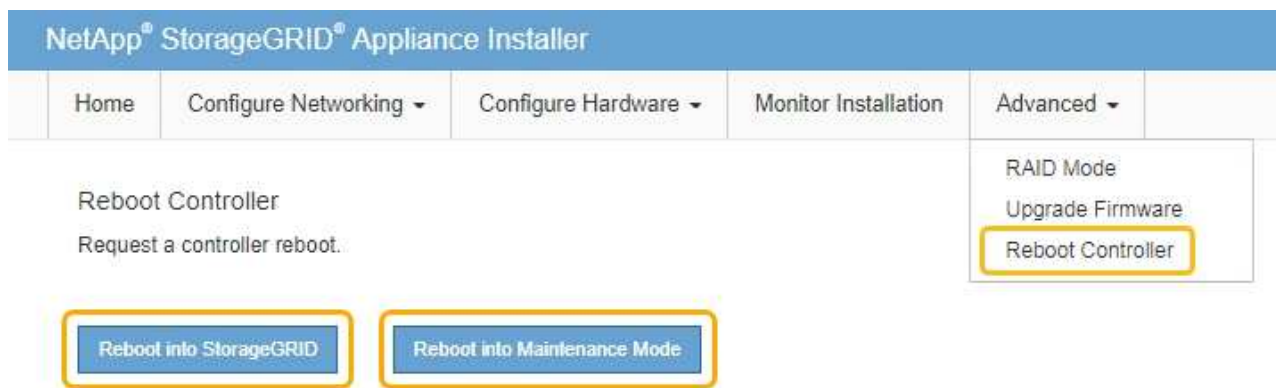 NetApp® StorageGRID® Appliance Installer
Home Configure Networking Configure Hardware Monitor Installation Advanced
RAID Mode
Upgrade Firmware
Reboot Controller
Reboot Controller
Request a controller reboot.
Reboot into StorageGRID Reboot into Maintenance Mode